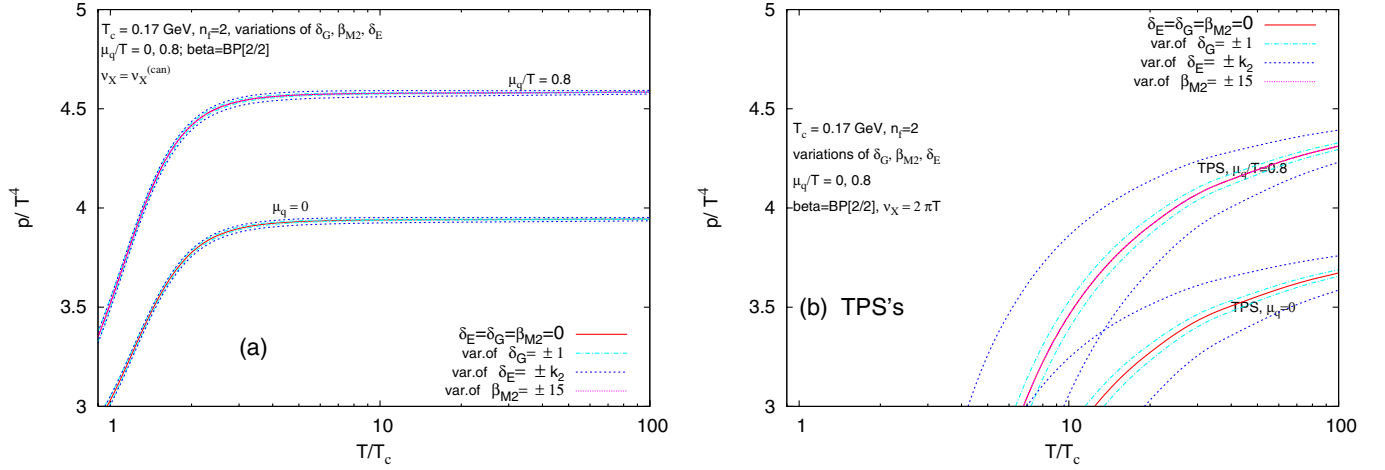 5
4.5
4
3.5
3
p/ T⁴
T_c = 0.17 GeV, n_f=2, variations of δ_G, β_M2, δ_E
μ_q/T = 0, 0.8; beta=BP[2/2]
ν_X = ν_X^(can)
μ_q/T = 0.8
μ_q = 0
(a)
δ_E=δ_G=β_M2=0
var.of δ_G= ± 1
var.of δ_E= ± k_2
var.of β_M2= ± 15
1 10 100
T/T_c
5
4.5
4
3.5
3
p/ T⁴
δ_E=δ_G=β_M2=0
var.of δ_G= ± 1
var.of δ_E= ± k_2
var.of β_M2= ± 15
T_c = 0.17 GeV, n_f=2
variations of δ_G, β_M2, δ_E
μ_q/T = 0, 0.8
beta=BP[2/2], ν_X = 2 πT
TPS, μ_q/T=0.8
(b) TPS's
TPS, μ_q=0
1 10 100
T/T_c